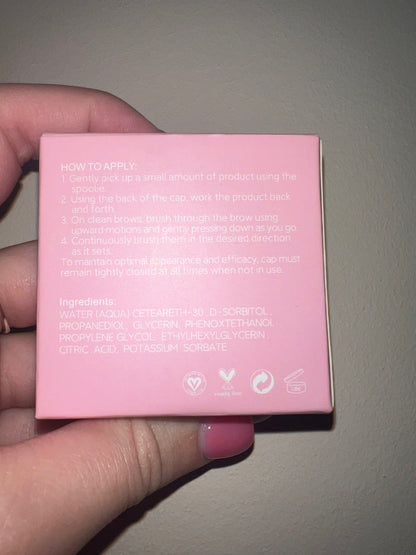 HOW TO APPLY:
1. Gently pick up a small amount of product using the
spoolie.
2. Using the back of the cap, work the product back
and forth.
3. On clean brows, brush through the brow using
upward motions and gently pressing down as you go.
4. Continuously brush them in the desired direction
as it sets.
To maintain optimal appearance and efficacy, cap must
remain tightly closed at all times when not in use.
Ingredients:
WATER (AQUA) CETEARETH-30, D-SORBITOL,
PROPANEDIOL, GLYCERIN, PHENOXYETHANOL,
PROPYLENE GLYCOL, ETHYLHEXYLGLYCERIN,
CITRIC ACID, POTASSIUM SORBATE
cruelty free